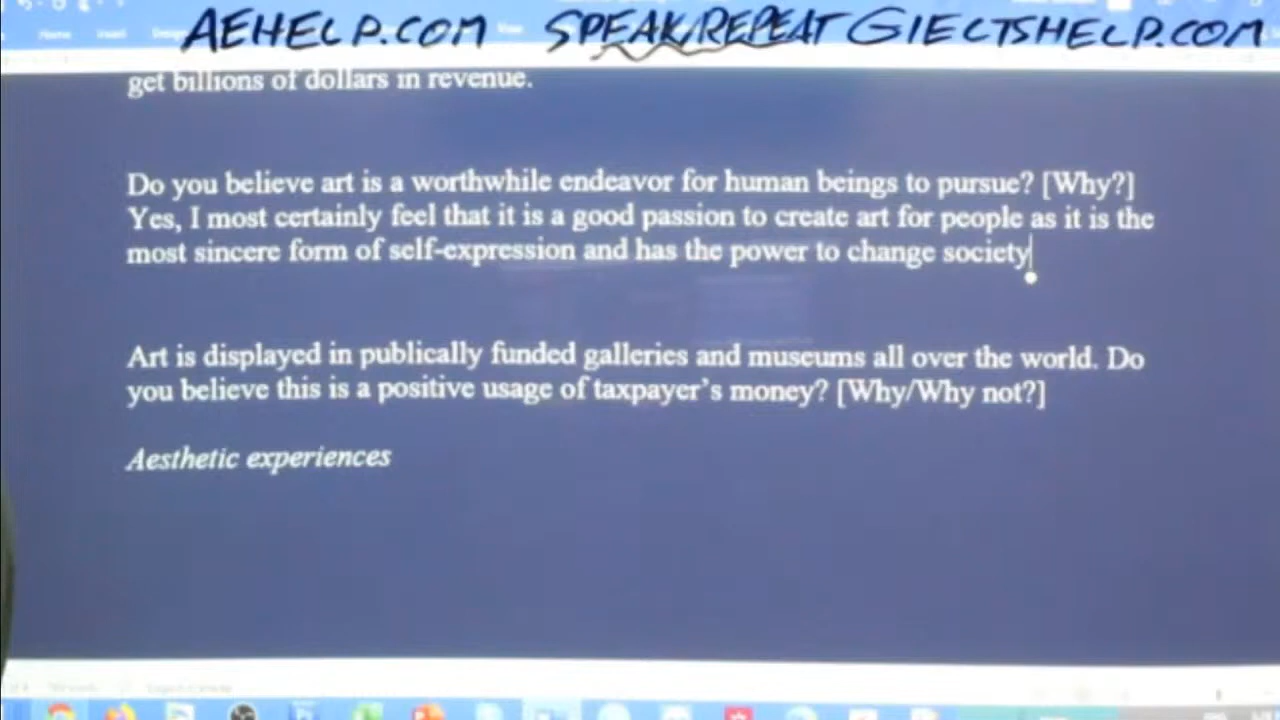 AEHELP.COM SPEAK/REPEAT GIELTSHELP.COM
Home Insert Design View
get billions of dollars in revenue.
Do you believe art is a worthwhile endeavor for human beings to pursue? [Why?]
Yes, I most certainly feel that it is a good passion to create art for people as it is the
most sincere form of self-expression and has the power to change society
Art is displayed in publically funded galleries and museums all over the world. Do
you believe this is a positive usage of taxpayer's money? [Why/Why not?]
Aesthetic experiences